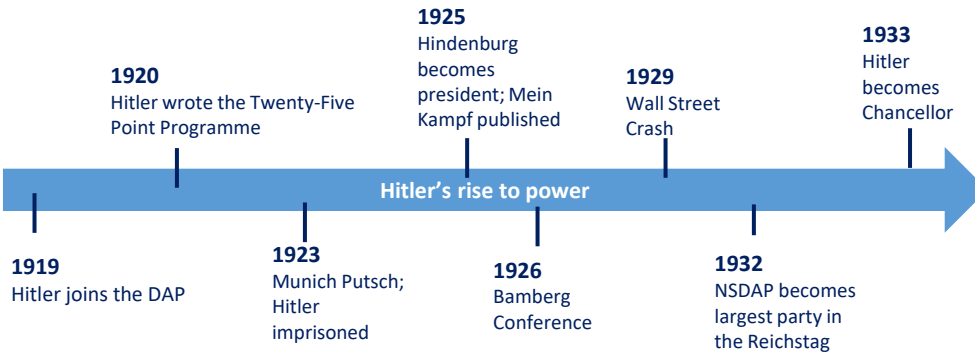 1919
Hitler joins the DAP
1920
Hitler wrote the Twenty-Five
Point Programme
1923
Munich Putsch;
Hitler
imprisoned
1925
Hindenburg
becomes
president; Mein
Kampf published
1926
Bamberg
Conference
1929
Wall Street
Crash
1932
NSDAP becomes
largest party in
the Reichstag
1933
Hitler
becomes
Chancellor
Hitler’s rise to power